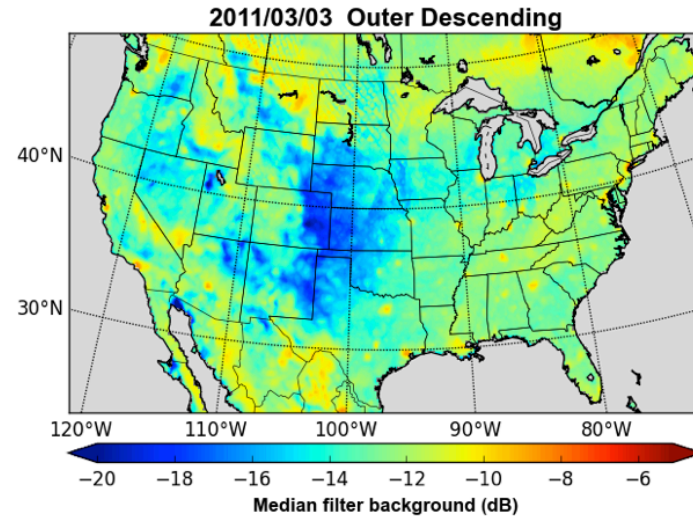 2011/03/03 Outer Descending
40°N
30°N
120°W 110°W 100°W 90°W 80°W
−20 −18 −16 −14 −12 −10 −8 −6
Median filter background (dB)